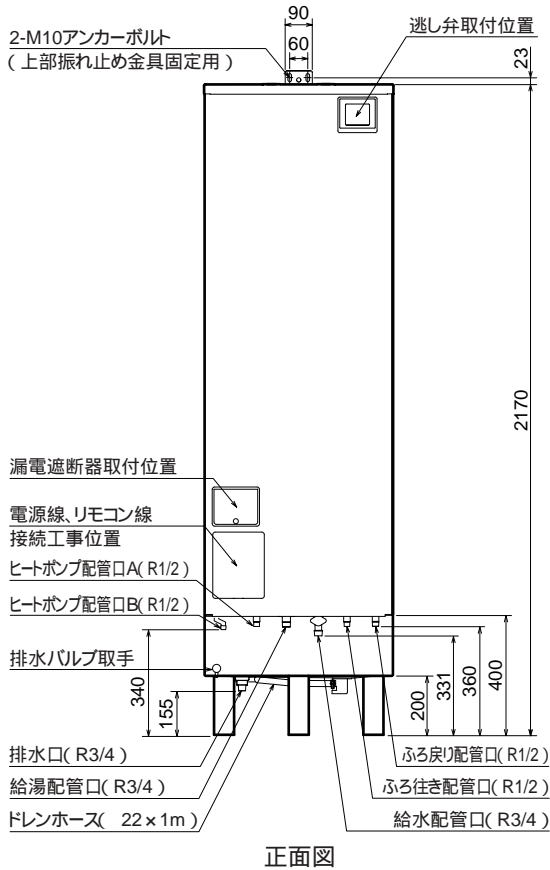 90
2-M10アンカーボルト
60
逃し弁取付位置
(上部振れ止め金具固定用)
23
2170
漏電遮断器取付位置
電源線、リモコン線
接続工事位置
ヒートポンプ配管口A(R1/2)
ヒートポンプ配管口B(R1/2)
排水バルブ取手
340
155
200
331
360
400
排水口(R3/4)
ふろ戻り配管口(R1/2)
給湯配管口(R3/4)
ふろ往き配管口(R1/2)
ドレンホース( 22×1m)
給水配管口(R3/4)
正面図